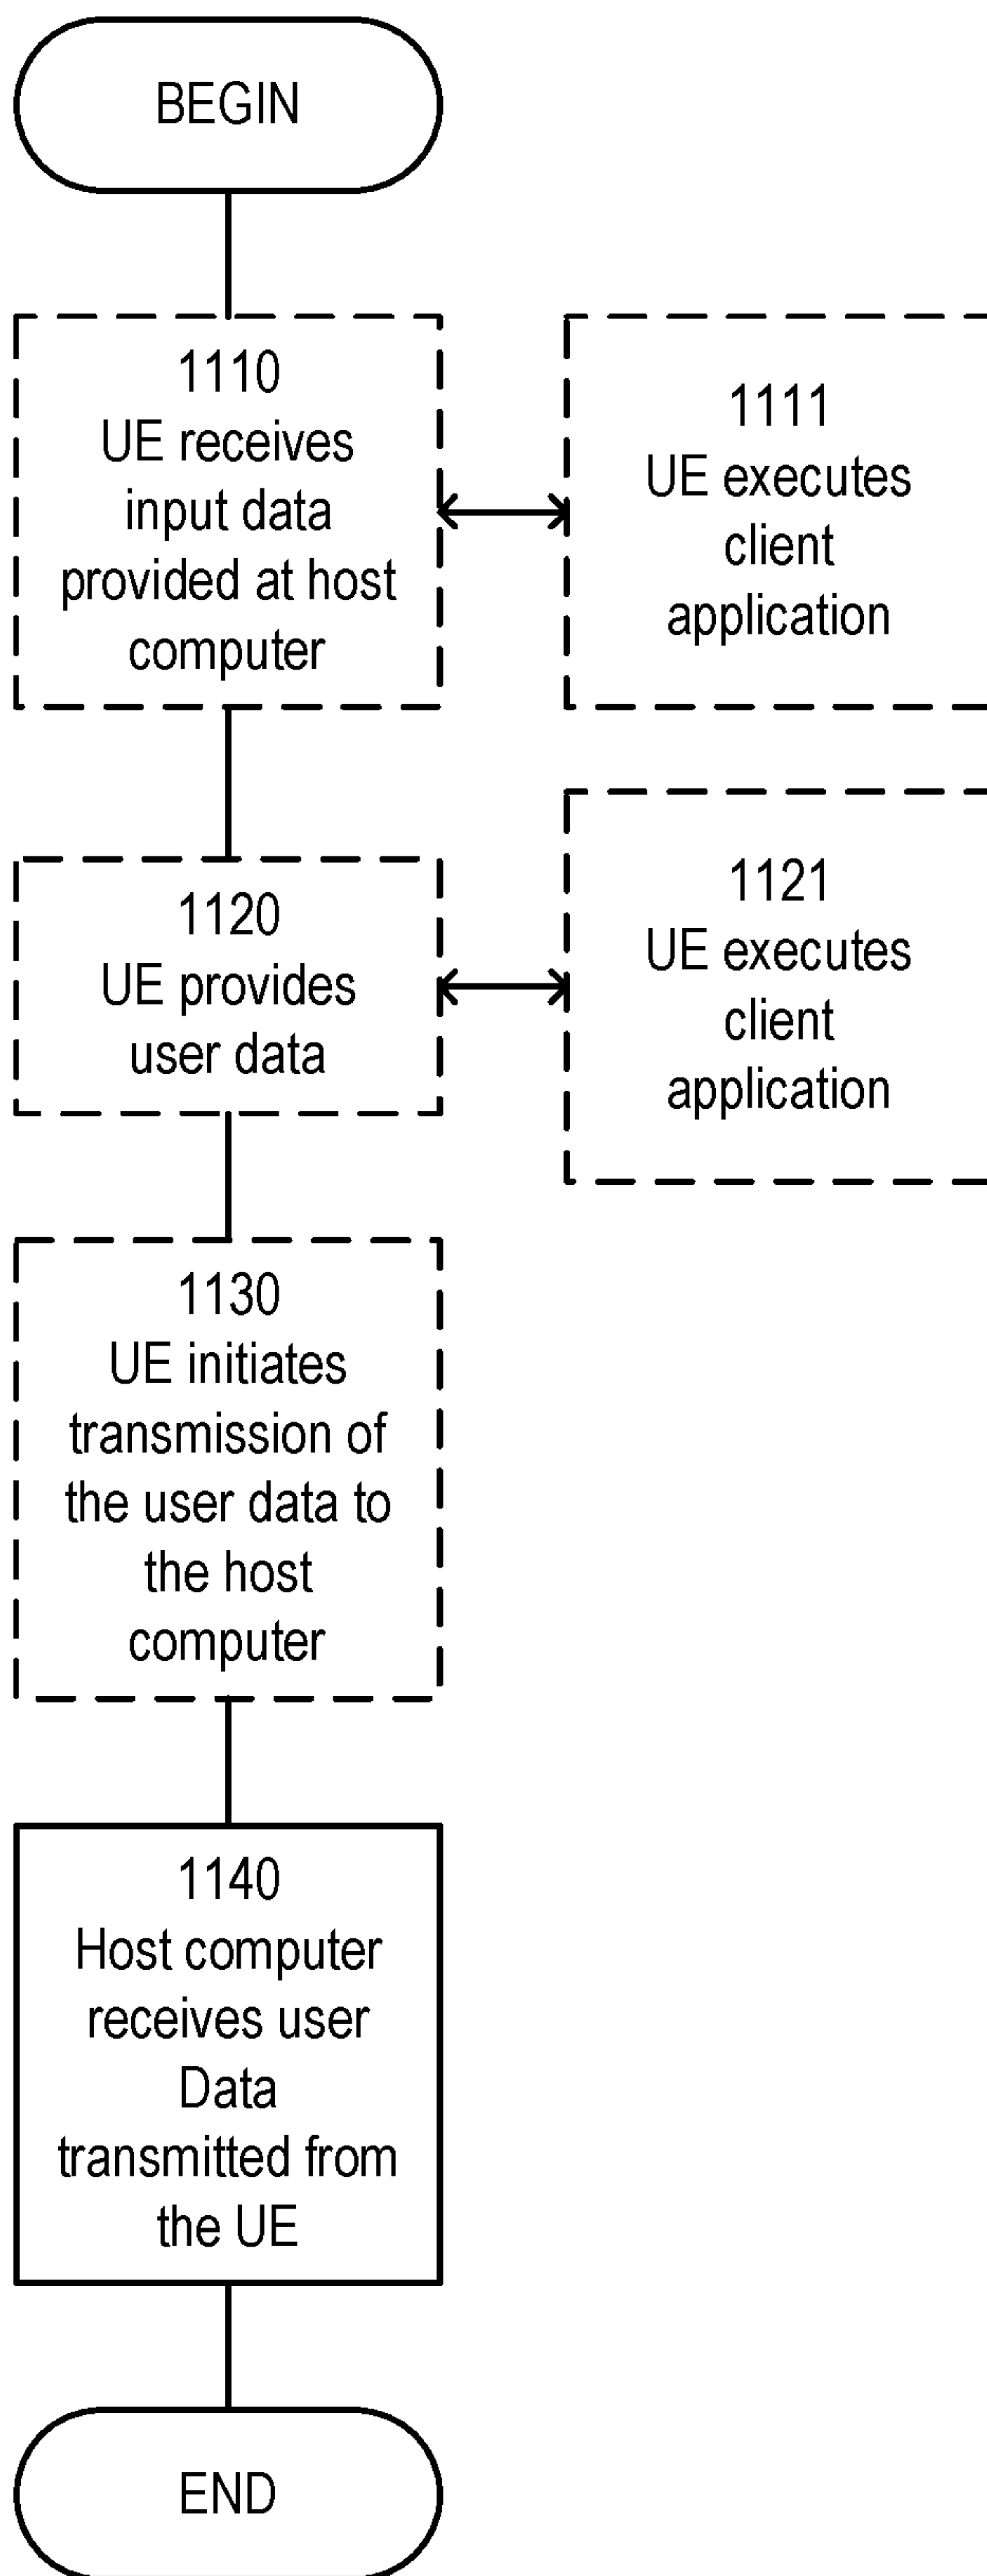 BEGIN
1110
UE receives
input data
provided at host
computer
1111
UE executes
client
application
1120
UE provides
user data
1121
UE executes
client
application
1130
UE initiates
transmission of
the user data to
the host
computer
1140
Host computer
receives user
Data
transmitted from
the UE
END